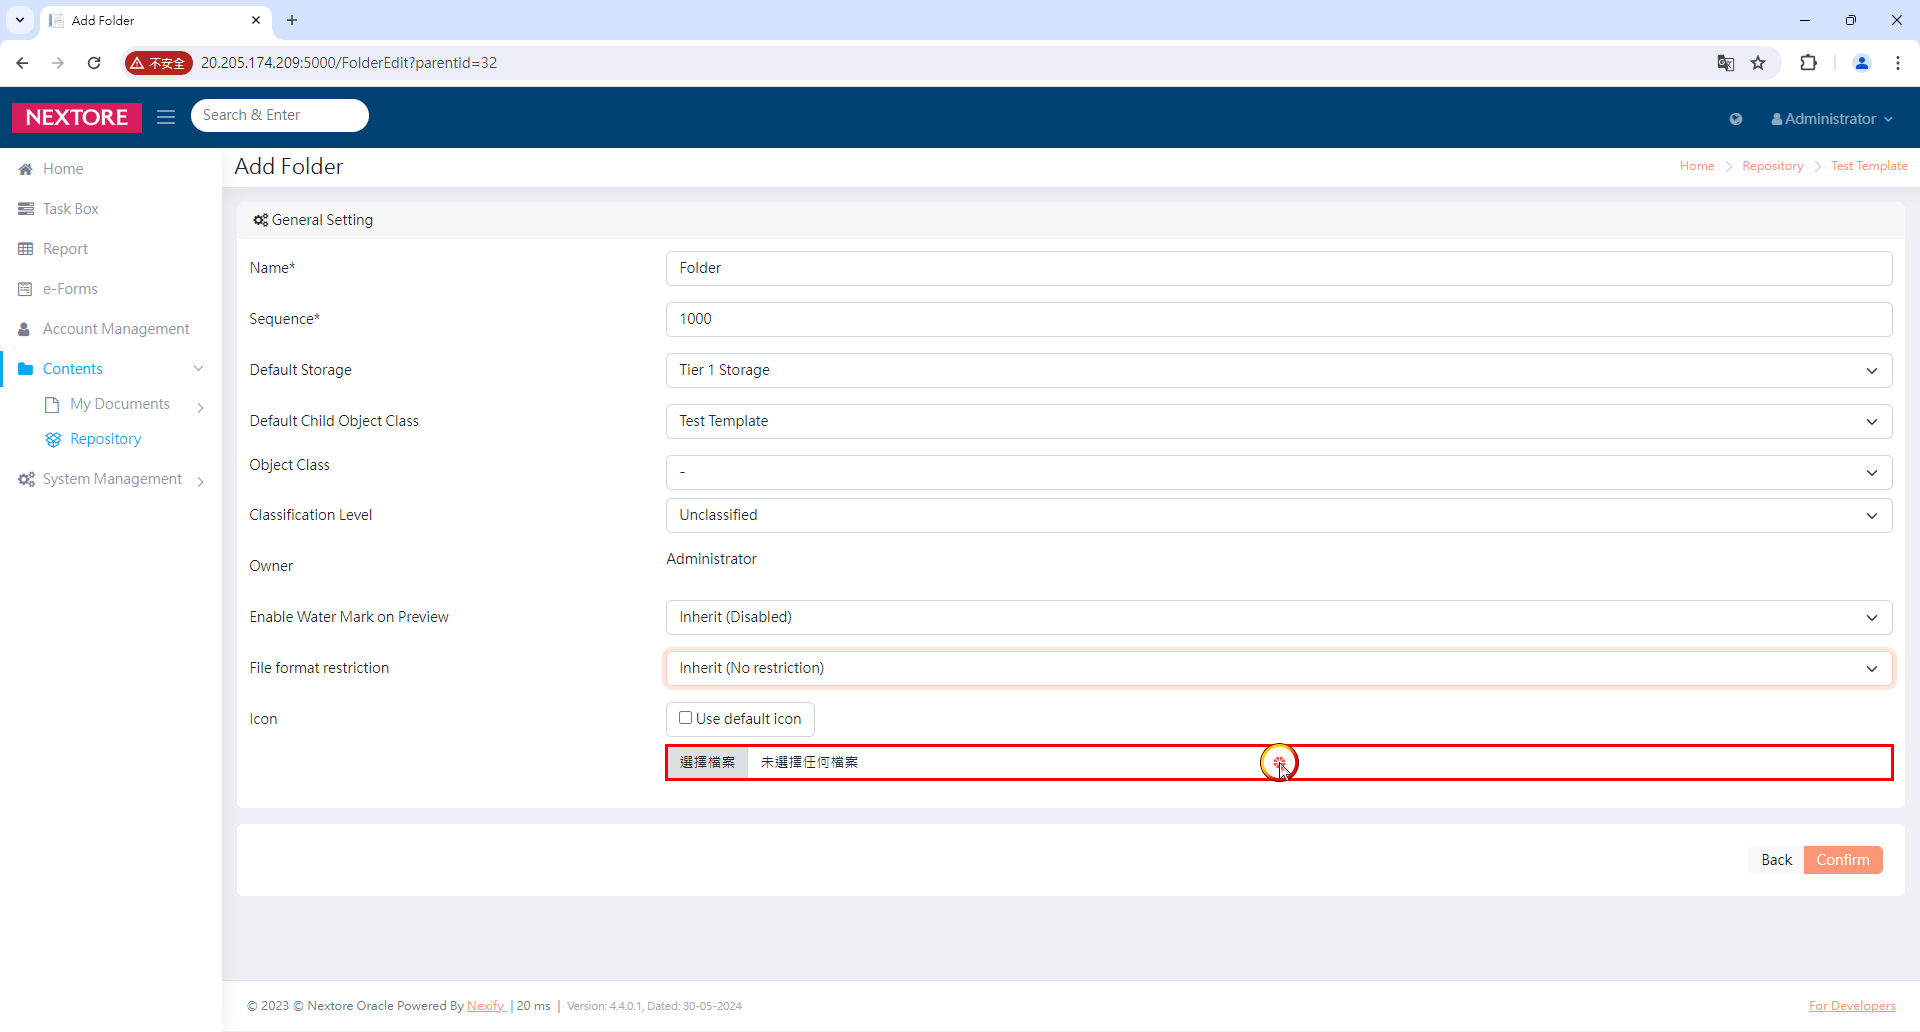 Add Folder
不安全
20.205.174.209:5000/FolderEdit?parentid=32
NEXTORE
Search & Enter
Administrator
Home
Task Box
Report
e-Forms
Account Management
Contents
My Documents
Repository
System Management
Add Folder
Home > Repository > Test Template
General Setting
Name*
Folder
Sequence*
1000
Default Storage
Tier 1 Storage
Default Child Object Class
Test Template
Object Class
-
Classification Level
Unclassified
Owner
Administrator
Enable Water Mark on Preview
Inherit (Disabled)
File format restriction
Inherit (No restriction)
Icon
Use default icon
選擇檔案 未選擇任何檔案
Back
Confirm
© 2023 © Nextore Oracle Powered By Nexify | 20 ms | Version: 4.4.0.1, Dated: 30-05-2024
For Developers